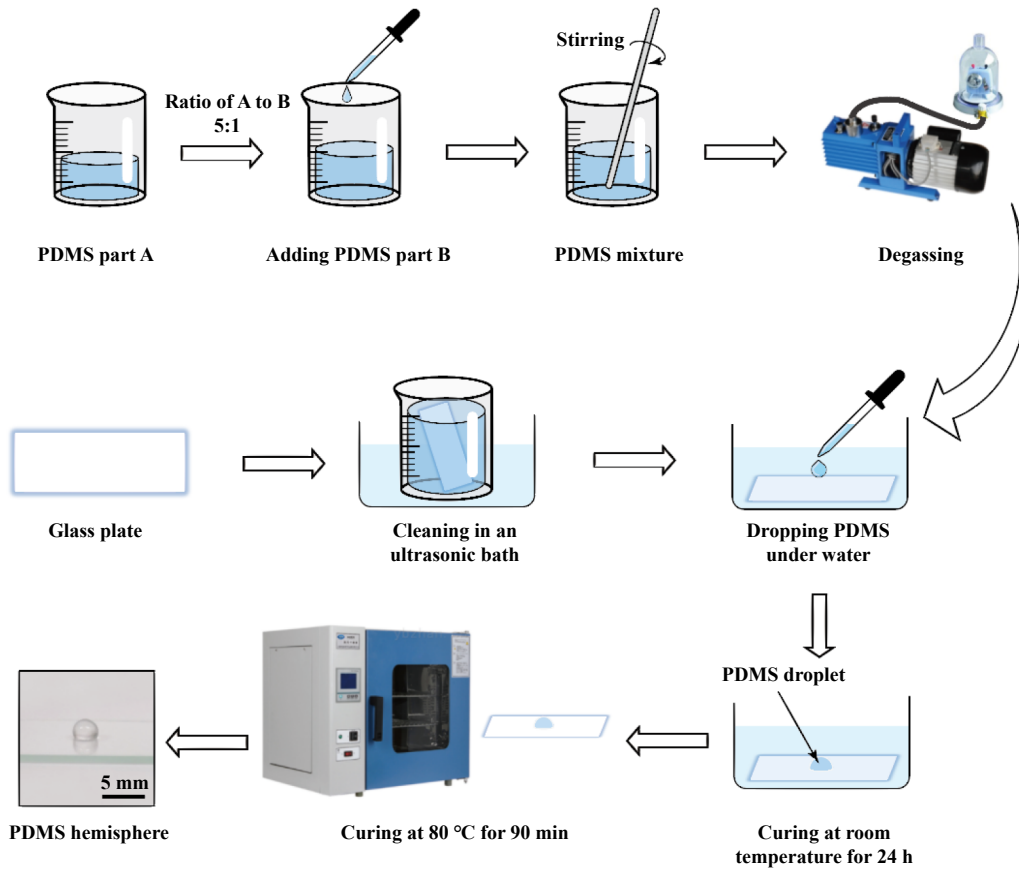 Stirring
Ratio of A to B
5:1
PDMS part A
Adding PDMS part B
PDMS mixture
Degassing
Glass plate
Cleaning in an
ultrasonic bath
Dropping PDMS
under water
PDMS droplet
5 mm
PDMS hemisphere
Curing at 80 °C for 90 min
Curing at room
temperature for 24 h